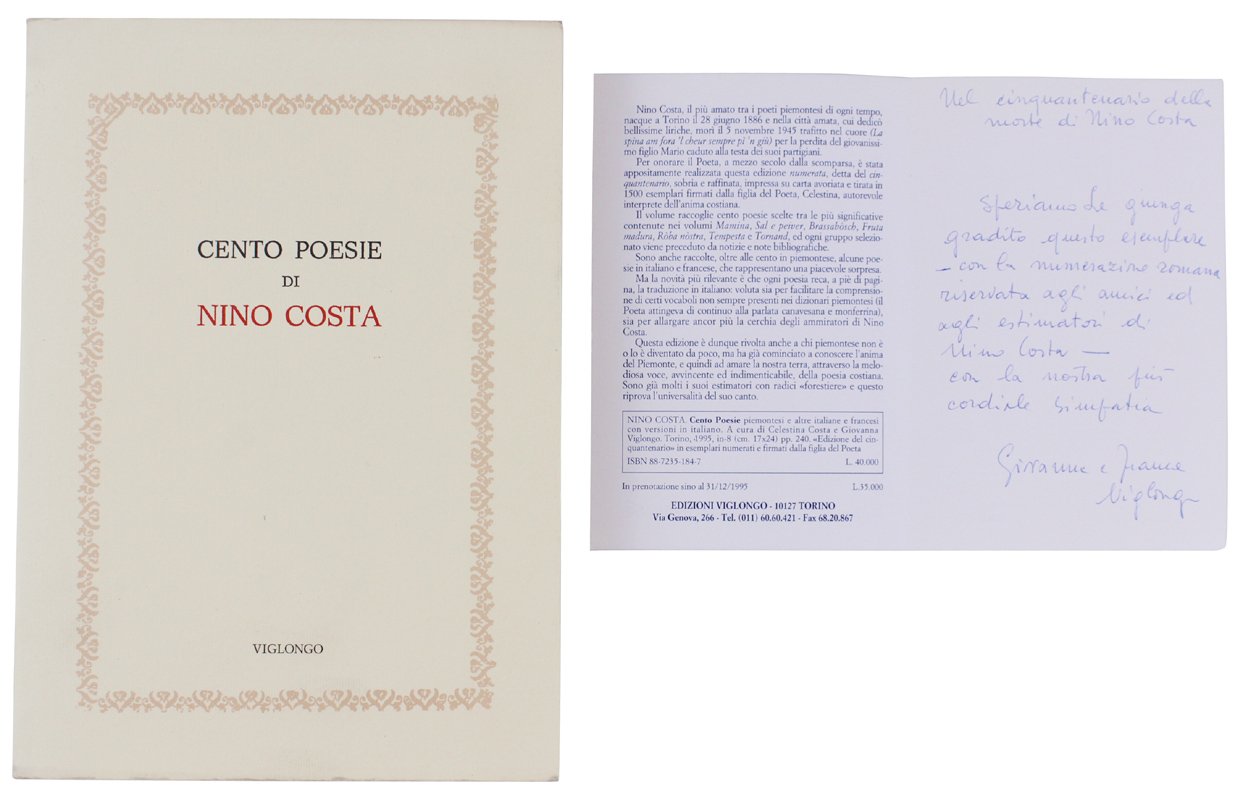 CENTO POESIE
DI
NINO COSTA
VIGLONGO
Nino Costa, il più amato tra i poeti piemontesi di ogni tempo,
nacque a Torino il 28 giugno 1886 e nella città amata, cui dedicò
bellissime liriche, morì il 5 novembre 1945 trafitto nel cuore (La
spina am fora 'l cheur sempre pi 'n giù) per la perdita del giovanissi-
mo figlio Mario caduto alla testa dei suoi partigiani.
Per onorare il Poeta, a mezzo secolo dalla scomparsa, è stata
appositamente realizzata questa edizione numerata, detta del cin-
quantenario, sobria e raffinata, impressa su carta avoriata e tirata in
1500 esemplari firmati dalla figlia del Poeta, Celestina, autorevole
interprete dell'anima costiana.
Il volume raccoglie cento poesie scelte tra le più significative
contenute nei volumi Mamina, Sal e peiver, Brassabòsch, Fruta
madura, Ròba nòstra, Tempesta e Tornand, ed ogni gruppo selezio-
nato viene preceduto da notizie e note bibliografiche.
Sono anche raccolte, oltre alle cento in piemontese, alcune poe-
sie in italiano e francese, che rappresentano una piacevole sorpresa.
Ma la novità più rilevante è che ogni poesia reca, a piè di pagi-
na, la traduzione in italiano: voluta sia per facilitare la comprensio-
ne di certi vocaboli non sempre presenti nei dizionari piemontesi (il
Poeta attingeva di continuo alla parlata canavesana e monferrina),
sia per allargare ancor più la cerchia degli ammiratori di Nino
Costa.
Questa edizione è dunque rivolta anche a chi piemontese non è
o lo è diventato da poco, ma ha già cominciato a conoscere l'anima
del Piemonte, e quindi ad amare la nostra terra, attraverso la melo-
diosa voce, avvincente ed indimenticabile, della poesia costiana.
Sono già molti i suoi estimatori con radici «forestiere» e questo
riprova l'universalità del suo canto.
NINO COSTA. Cento Poesie piemontesi e altre italiane e francesi
con versioni in italiano. A cura di Celestina Costa e Giovanna
Viglongo. Torino, 1995, in-8 (cm. 17x24) pp. 240. «Edizione del cin-
quantenario» in esemplari numerati e firmati dalla figlia del Poeta
ISBN 88-7235-184-7 L. 40.000
In prenotazione sino al 31/12/1995 L.35.000
EDIZIONI VIGLONGO - 10127 TORINO
Via Genova, 266 - Tel. (011) 60.60.421 - Fax 68.20.867
Nel cinquantenario della
morte di Nino Costa
Speriamo Le giunga
gradito questo esemplare
— con la numerazione romana
riservata agli amici ed
agli estimatori di
Nino Costa —
con la nostra più
cordiale simpatia
Giovanna e Franca
Viglongo